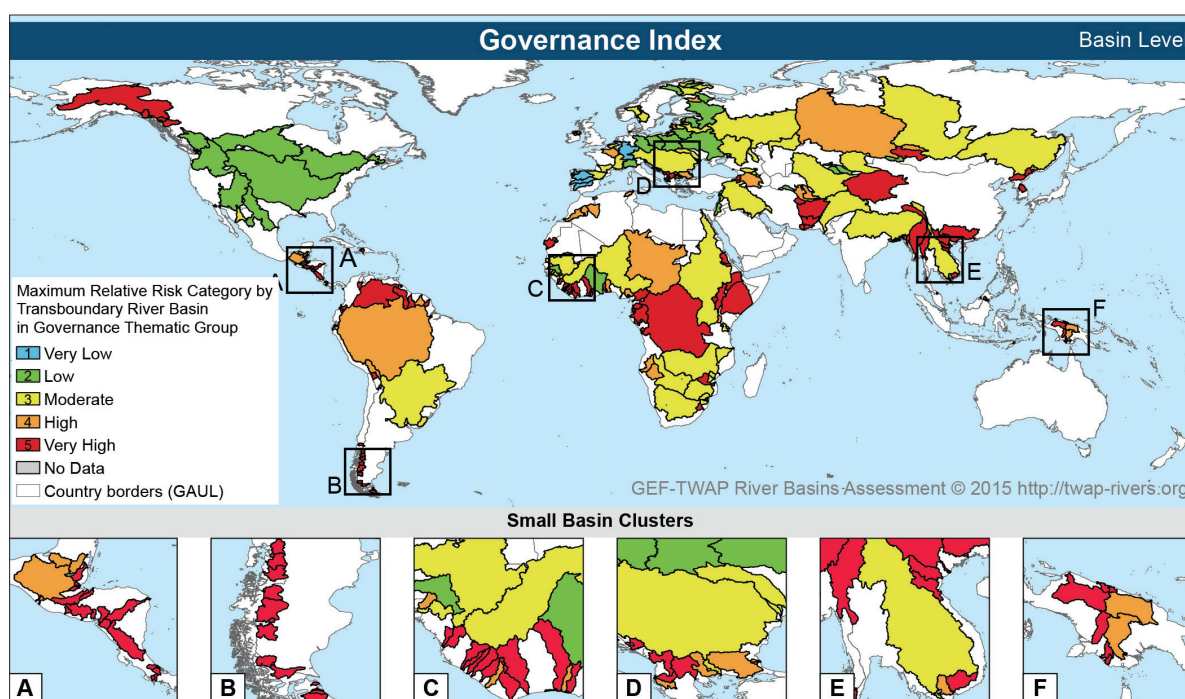 Governance Index
Basin Leve
A
A
D
C
E
F
B
Maximum Relative Risk Category by
Transboundary River Basin
in Governance Thematic Group
1 Very Low
2 Low
3 Moderate
4 High
5 Very High
No Data
Country borders (GAUL)
GEF-TWAP River Basins Assessment © 2015 http://twap-rivers.org
Small Basin Clusters
A
B
C
D
E
F